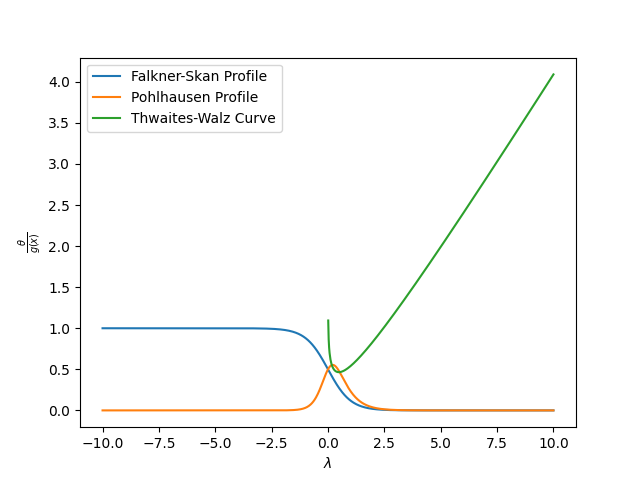 Falkner-Skan Profile
Pohlhausen Profile
Thwaites-Walz Curve
4.0
3.5
3.0
2.5
2.0
1.5
1.0
0.5
0.0
θ/g(x)
−10.0 −7.5 −5.0 −2.5 0.0 2.5 5.0 7.5 10.0
λ